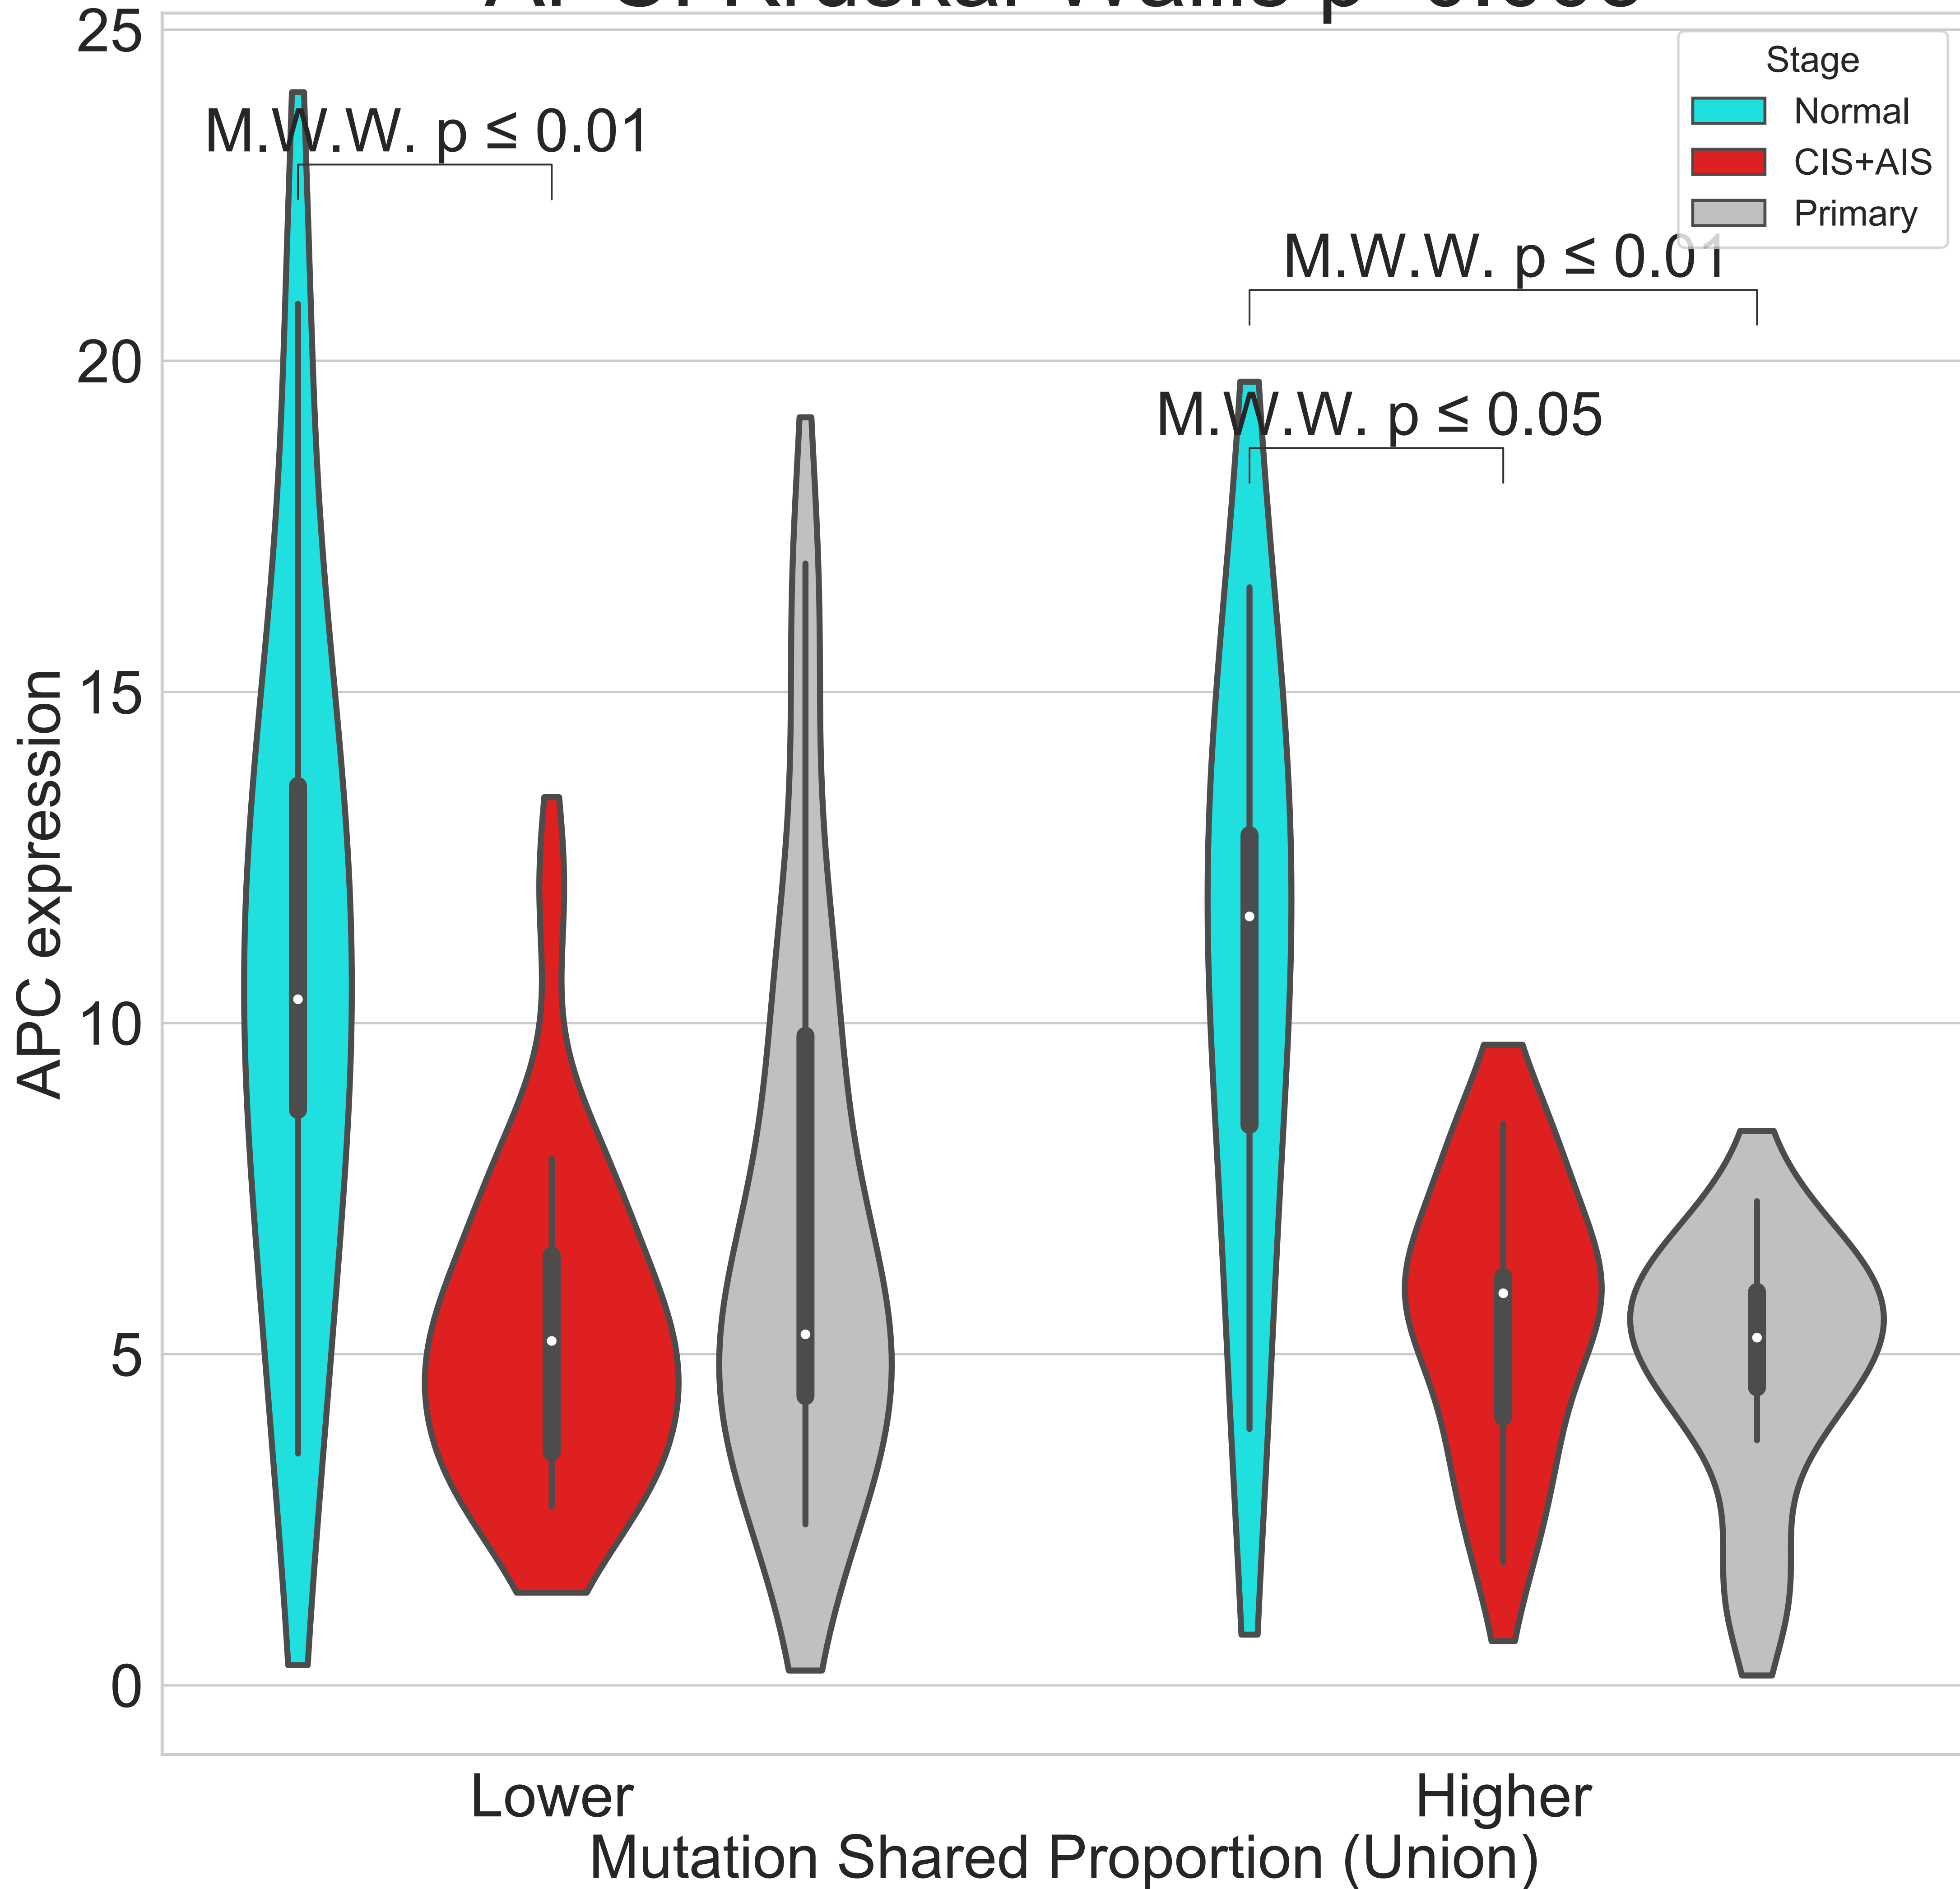 25
20
15
10
5
0
APC expression
M.W.W. p ≤ 0.01
M.W.W. p ≤ 0.01
M.W.W. p ≤ 0.05
Stage
Normal
CIS+AIS
Primary
Lower
Higher
Mutation Shared Proportion (Union)